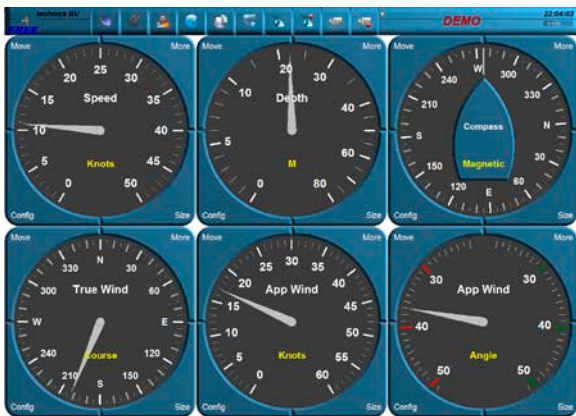 technics BV
FREE
DEMO
22:04:03
Move More
25
20 30
Speed
15 35
10 40
5 45
Knots
0 50
Config Size
Move More
20 30
Depth
10 40
5 60
M
0 80
Config Size
Move More
W
240 300
210 330
Compass
S N
150 30
Magnetic
120 60
E
Config Size
Move More
N
330 30
True Wind
300 60
W E
240 120
Course
210 150
S
Config Size
Move More
25 30 35
20 40
App Wind
15 45
10 50
5 55
Knots
0 60
Config Size
Move More
30 30
App Wind
40 40
Angle
50 50
Config Size